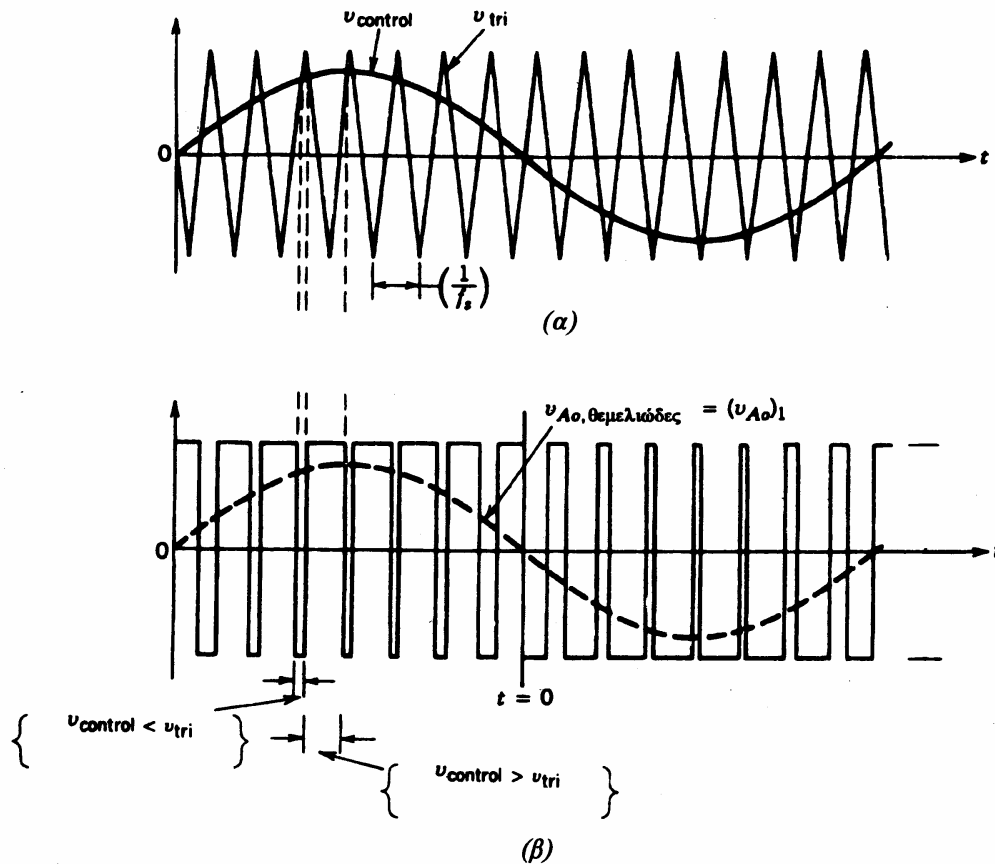 υcontrol
υtri
0
t
(1/fs)
(α)
υAo, θεμελιώδες = (υAo)1
0
t = 0
{ υcontrol < υtri }
{ υcontrol > υtri }
(β)